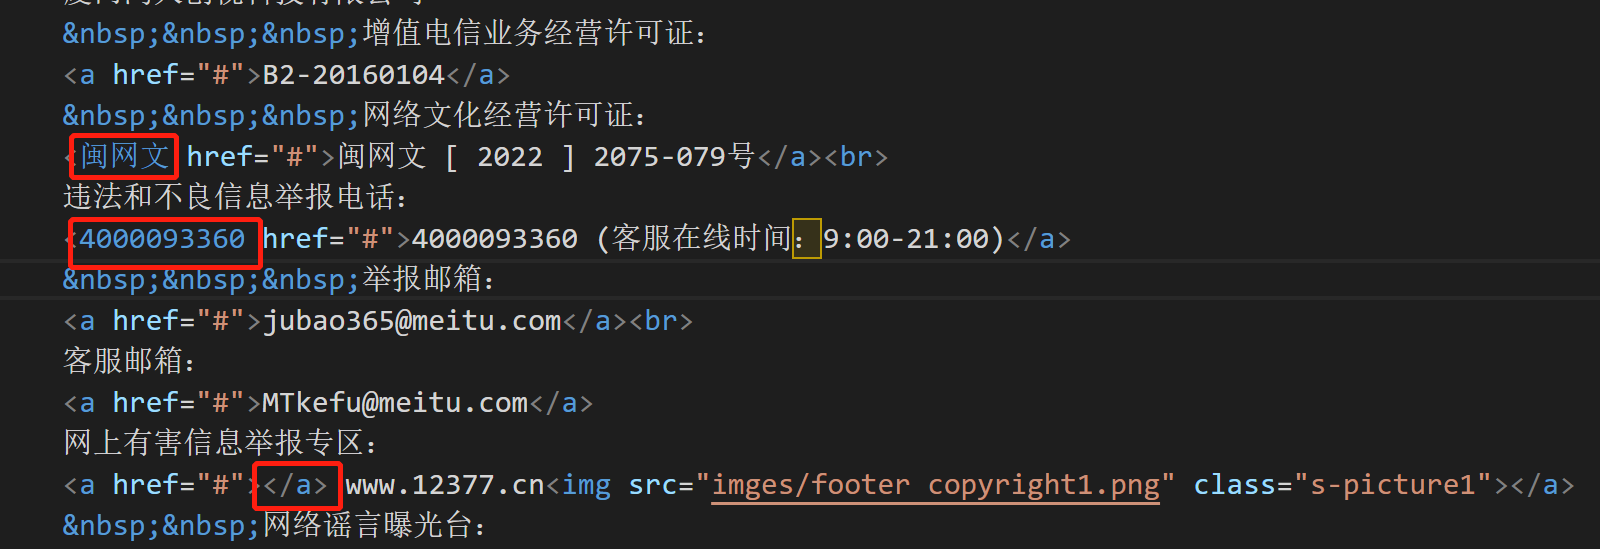 &nbsp;&nbsp;&nbsp;增值电信业务经营许可证：
<a href="#">B2-20160104</a>
&nbsp;&nbsp;&nbsp;网络文化经营许可证：
<闽网文 href="#">闽网文 [ 2022 ] 2075-079号</a><br>
违法和不良信息举报电话：
<4000093360 href="#">4000093360 (客服在线时间：9:00-21:00)</a>
&nbsp;&nbsp;&nbsp;举报邮箱：
<a href="#">jubao365@meitu.com</a><br>
客服邮箱：
<a href="#">MTkefu@meitu.com</a>
网上有害信息举报专区：
<a href="#"></a> www.12377.cn<img src="imges/footer_copyright1.png" class="s-picture1"></a>
&nbsp;&nbsp;网络谣言曝光台：